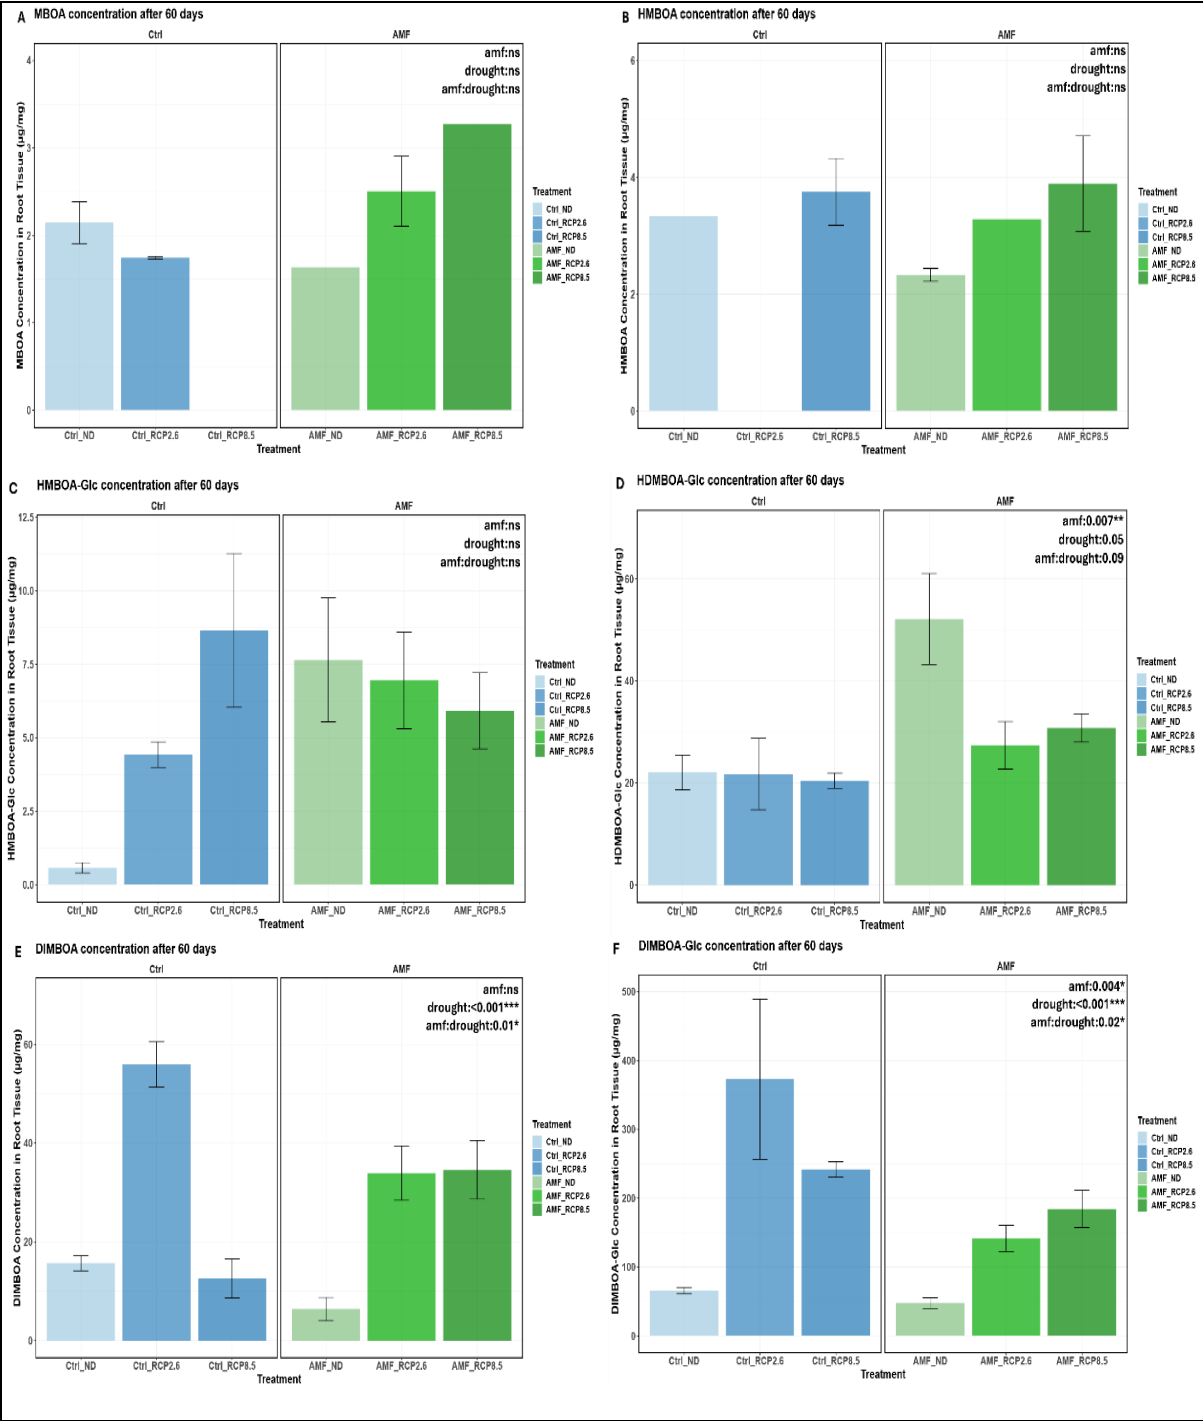 A MBOA concentration after 60 days
Ctrl
AMF
amf:ns
drought:ns
amf:drought:ns
MBOA Concentration in Root Tissue (µg/mg)
4
3
2
1
0
Ctrl_ND Ctrl_RCP2.6 Ctrl_RCP8.5
AMF_ND AMF_RCP2.6 AMF_RCP8.5
Treatment
Treatment
Ctrl_ND
Ctrl_RCP2.6
Ctrl_RCP8.5
AMF_ND
AMF_RCP2.6
AMF_RCP8.5
B HMBOA concentration after 60 days
Ctrl
AMF
amf:ns
drought:ns
amf:drought:ns
HMBOA Concentration in Root Tissue (µg/mg)
6
4
2
0
Ctrl_ND Ctrl_RCP2.6 Ctrl_RCP8.5
AMF_ND AMF_RCP2.6 AMF_RCP8.5
Treatment
Treatment
Ctrl_ND
Ctrl_RCP2.6
Ctrl_RCP8.5
AMF_ND
AMF_RCP2.6
AMF_RCP8.5
C HMBOA-Glc concentration after 60 days
Ctrl
AMF
amf:ns
drought:ns
amf:drought:ns
HMBOA-Glc Concentration in Root Tissue (µg/mg)
12.5
10.0
7.5
5.0
2.5
0.0
Ctrl_ND Ctrl_RCP2.6 Ctrl_RCP8.5
AMF_ND AMF_RCP2.6 AMF_RCP8.5
Treatment
Treatment
Ctrl_ND
Ctrl_RCP2.6
Ctrl_RCP8.5
AMF_ND
AMF_RCP2.6
AMF_RCP8.5
D HDMBOA-Glc concentration after 60 days
Ctrl
AMF
amf:0.007**
drought:0.05
amf:drought:0.09
HDMBOA-Glc Concentration in Root Tissue (µg/mg)
60
40
20
0
Ctrl_ND Ctrl_RCP2.6 Ctrl_RCP8.5
AMF_ND AMF_RCP2.6 AMF_RCP8.5
Treatment
Treatment
Ctrl_ND
Ctrl_RCP2.6
Ctrl_RCP8.5
AMF_ND
AMF_RCP2.6
AMF_RCP8.5
E DIMBOA concentration after 60 days
Ctrl
AMF
amf:ns
drought:<0.001***
amf:drought:0.01*
DIMBOA Concentration in Root Tissue (µg/mg)
60
40
20
0
Ctrl_ND Ctrl_RCP2.6 Ctrl_RCP8.5
AMF_ND AMF_RCP2.6 AMF_RCP8.5
Treatment
Treatment
Ctrl_ND
Ctrl_RCP2.6
Ctrl_RCP8.5
AMF_ND
AMF_RCP2.6
AMF_RCP8.5
F DIMBOA-Glc concentration after 60 days
Ctrl
AMF
amf:0.004*
drought:<0.001***
amf:drought:0.02*
DIMBOA-Glc Concentration in Root Tissue (µg/mg)
500
400
300
200
100
0
Ctrl_ND Ctrl_RCP2.6 Ctrl_RCP8.5
AMF_ND AMF_RCP2.6 AMF_RCP8.5
Treatment
Treatment
Ctrl_ND
Ctrl_RCP2.6
Ctrl_RCP8.5
AMF_ND
AMF_RCP2.6
AMF_RCP8.5